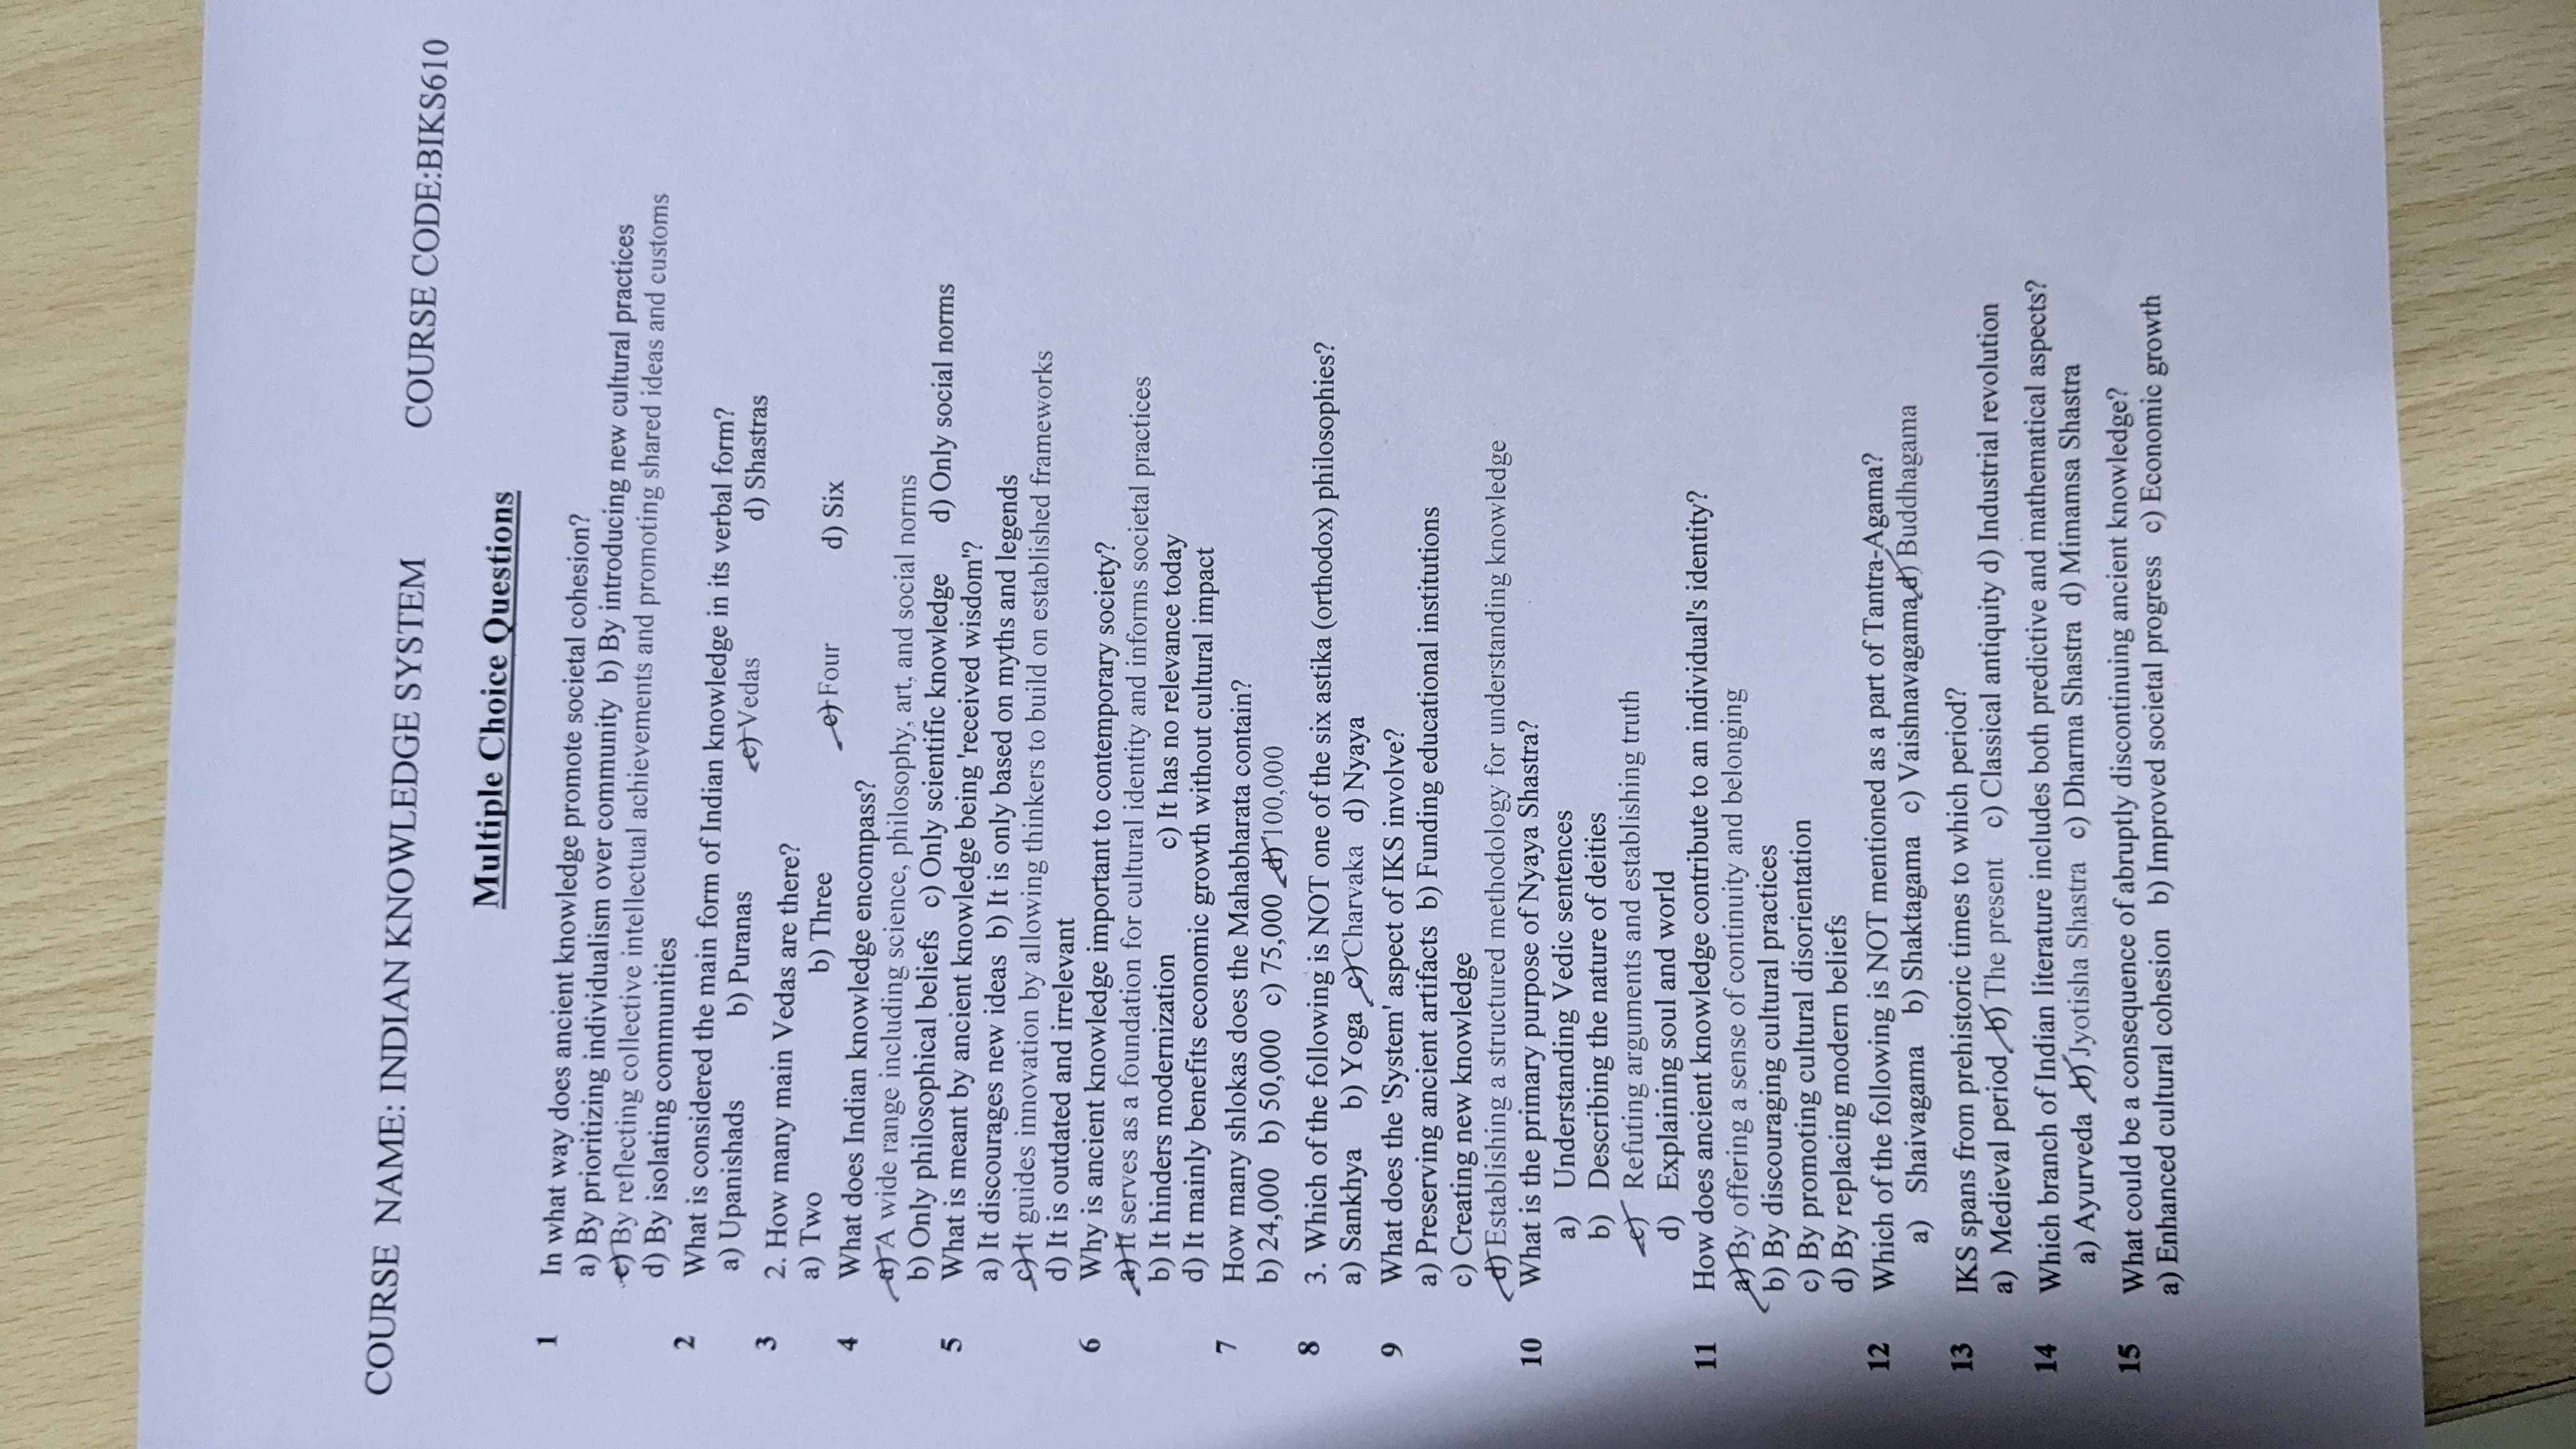 COURSE NAME: INDIAN KNOWLEDGE SYSTEM COURSE CODE:BIKS610
Multiple Choice Questions
1 In what way does ancient knowledge promote societal cohesion?
a) By prioritizing individualism over community b) By introducing new cultural practices
c) By reflecting collective intellectual achievements and promoting shared ideas and customs
d) By isolating communities
2 What is considered the main form of Indian knowledge in its verbal form?
a) Upanishads b) Puranas c) Vedas d) Shastras
3 2. How many main Vedas are there?
a) Two b) Three c) Four d) Six
4 What does Indian knowledge encompass?
a) A wide range including science, philosophy, art, and social norms
b) Only philosophical beliefs c) Only scientific knowledge d) Only social norms
5 What is meant by ancient knowledge being 'received wisdom'?
a) It discourages new ideas b) It is only based on myths and legends
c) It guides innovation by allowing thinkers to build on established frameworks
d) It is outdated and irrelevant
6 Why is ancient knowledge important to contemporary society?
a) It serves as a foundation for cultural identity and informs societal practices
b) It hinders modernization c) It has no relevance today
d) It mainly benefits economic growth without cultural impact
7 How many shlokas does the Mahabharata contain?
b) 24,000 b) 50,000 c) 75,000 d) 100,000
8 3. Which of the following is NOT one of the six astika (orthodox) philosophies?
a) Sankhya b) Yoga c) Charvaka d) Nyaya
9 What does the 'System' aspect of IKS involve?
a) Preserving ancient artifacts b) Funding educational institutions
c) Creating new knowledge
d) Establishing a structured methodology for understanding knowledge
10 What is the primary purpose of Nyaya Shastra?
a) Understanding Vedic sentences
b) Describing the nature of deities
c) Refuting arguments and establishing truth
d) Explaining soul and world
11 How does ancient knowledge contribute to an individual's identity?
a) By offering a sense of continuity and belonging
b) By discouraging cultural practices
c) By promoting cultural disorientation
d) By replacing modern beliefs
12 Which of the following is NOT mentioned as a part of Tantra-Agama?
a) Shaivagama b) Shaktagama c) Vaishnavagama d) Buddhagama
13 IKS spans from prehistoric times to which period?
a) Medieval period b) The present c) Classical antiquity d) Industrial revolution
14 Which branch of Indian literature includes both predictive and mathematical aspects?
a) Ayurveda b) Jyotisha Shastra c) Dharma Shastra d) Mimamsa Shastra
15 What could be a consequence of abruptly discontinuing ancient knowledge?
a) Enhanced cultural cohesion b) Improved societal progress c) Economic growth